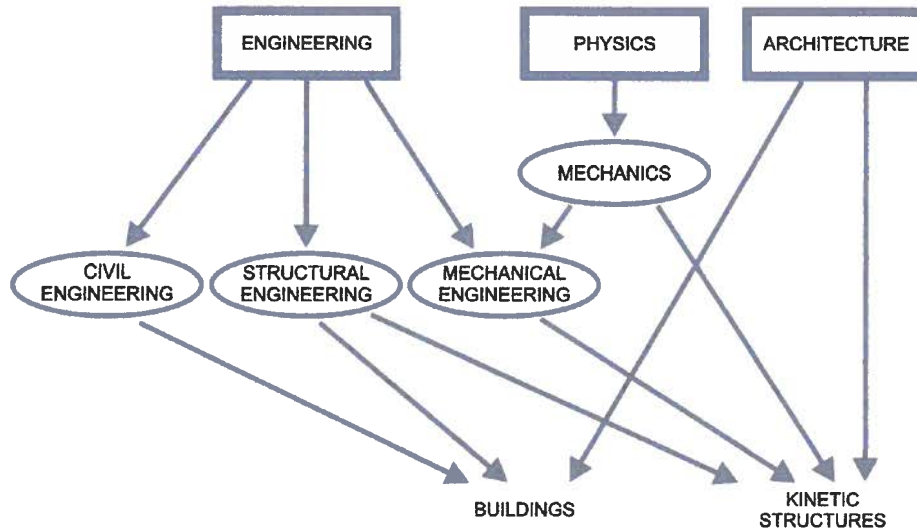 ENGINEERING
PHYSICS
ARCHITECTURE
MECHANICS
CIVIL
ENGINEERING
STRUCTURAL
ENGINEERING
MECHANICAL
ENGINEERING
BUILDINGS
KINETIC
STRUCTURES